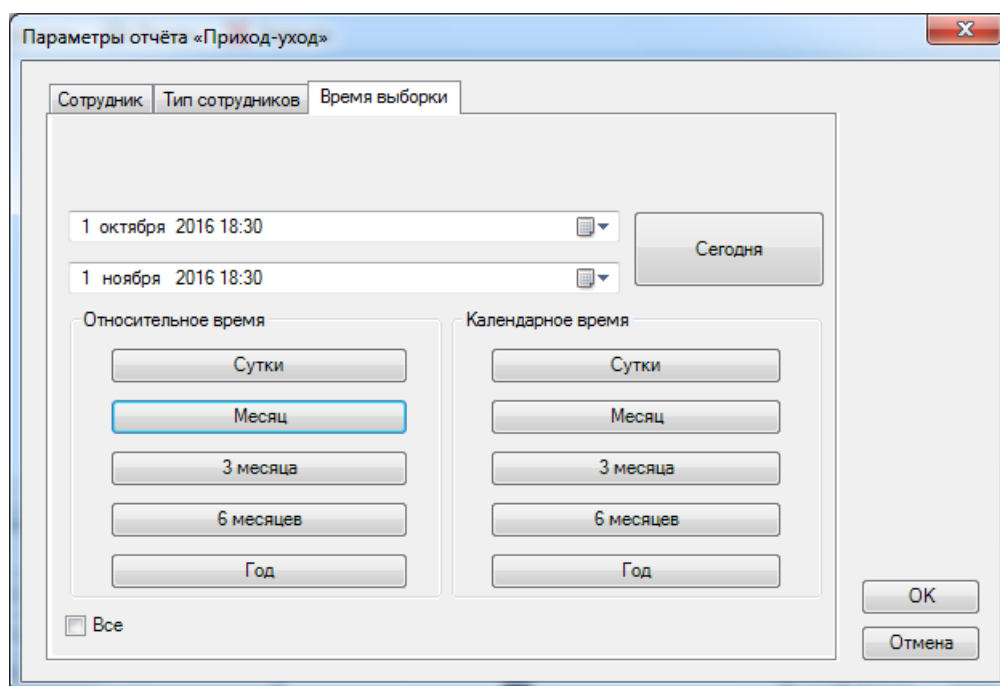 Параметры отчёта «Приход-уход»
Сотрудник Тип сотрудников Время выборки
1 октября 2016 18:30
Сегодня
1 ноября 2016 18:30
Относительное время Календарное время
Сутки Сутки
Месяц Месяц
3 месяца 3 месяца
6 месяцев 6 месяцев
Год Год
OK
Все
Отмена